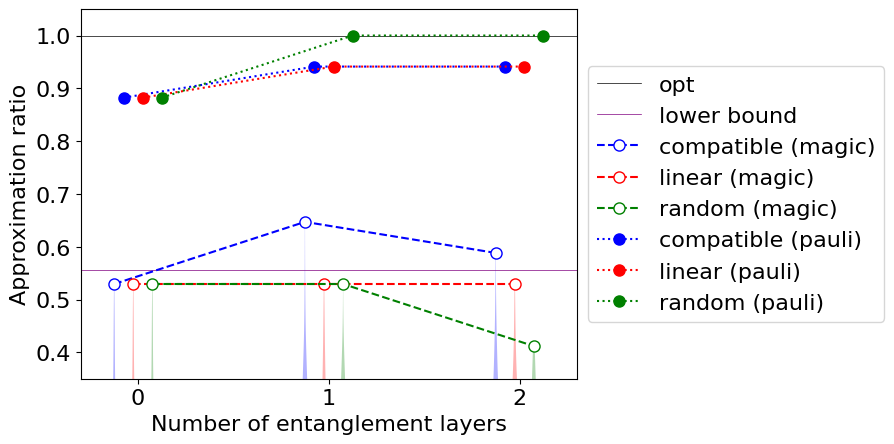 1.0
0.9
0.8
0.7
0.6
0.5
0.4
Approximation ratio
0
1
2
Number of entanglement layers
opt
lower bound
compatible (magic)
linear (magic)
random (magic)
compatible (pauli)
linear (pauli)
random (pauli)